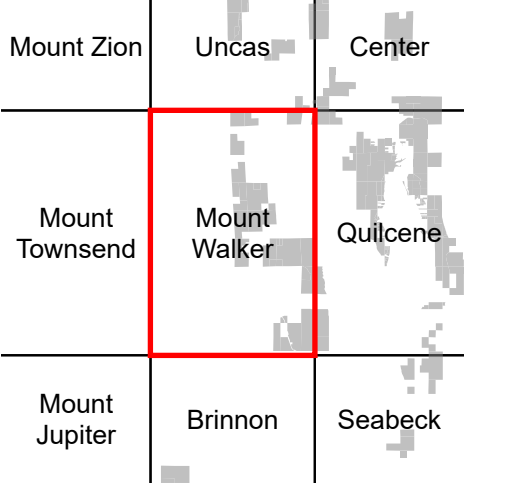 Mount Zion
Uncas
Center
Mount
Townsend
Mount
Walker
Quilcene
Mount
Jupiter
Brinnon
Seabeck